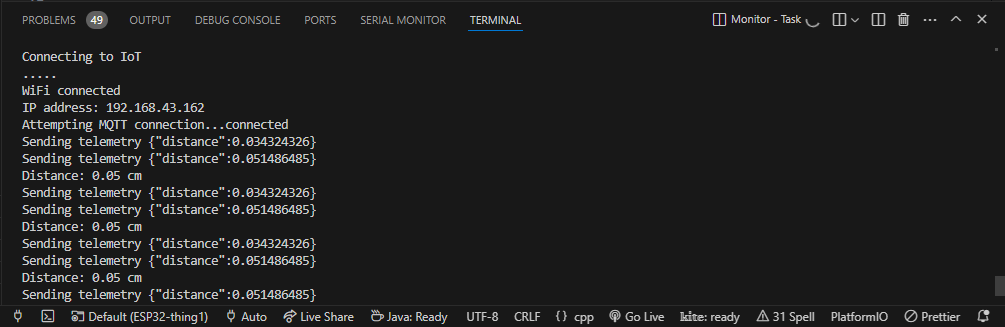 PROBLEMS 49 OUTPUT DEBUG CONSOLE PORTS SERIAL MONITOR TERMINAL Monitor - Task
Connecting to IoT
.....
WiFi connected
IP address: 192.168.43.162
Attempting MQTT connection...connected
Sending telemetry {"distance":0.034324326}
Sending telemetry {"distance":0.051486485}
Distance: 0.05 cm
Sending telemetry {"distance":0.034324326}
Sending telemetry {"distance":0.051486485}
Distance: 0.05 cm
Sending telemetry {"distance":0.034324326}
Sending telemetry {"distance":0.051486485}
Distance: 0.05 cm
Sending telemetry {"distance":0.051486485}
Default (ESP32-thing1) Auto Live Share Java: Ready UTF-8 CRLF {} cpp Go Live kite: ready 31 Spell PlatformIO Prettier